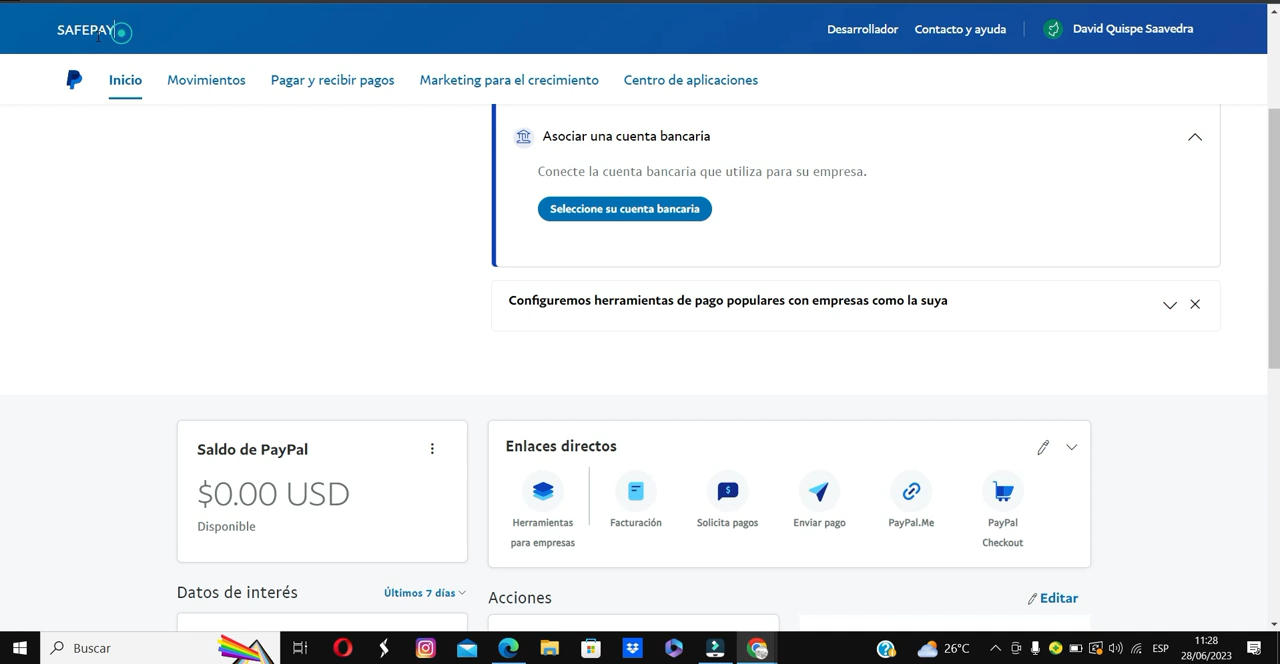 SAFEPAY
Desarrollador
Contacto y ayuda
David Quispe Saavedra
Inicio
Movimientos
Pagar y recibir pagos
Marketing para el crecimiento
Centro de aplicaciones
Asociar una cuenta bancaria
Conecte la cuenta bancaria que utiliza para su empresa.
Seleccione su cuenta bancaria
Configuremos herramientas de pago populares con empresas como la suya
Saldo de PayPal
$0.00 USD
Disponible
Enlaces directos
Herramientas
para empresas
Facturación
Solicita pagos
Enviar pago
PayPal.Me
PayPal
Checkout
Datos de interés
Últimos 7 días
Acciones
Editar
Buscar
26°C
ESP
11:28
28/06/2023